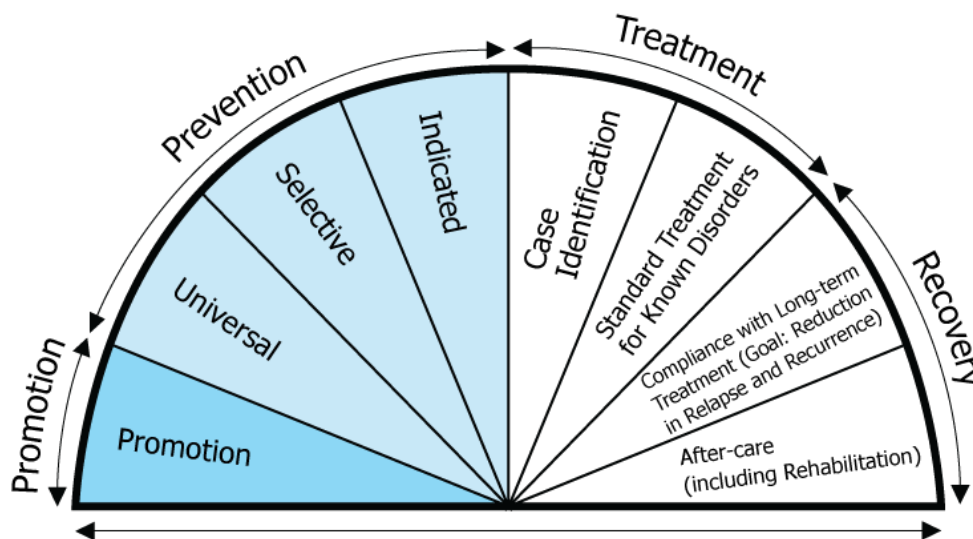 Promotion
Prevention
Treatment
Recovery
Promotion
Universal
Selective
Indicated
Case
Identification
Standard Treatment
for Known Disorders
Compliance with Long-term
Treatment (Goal: Reduction
in Relapse and Recurrence)
After-care
(including Rehabilitation)